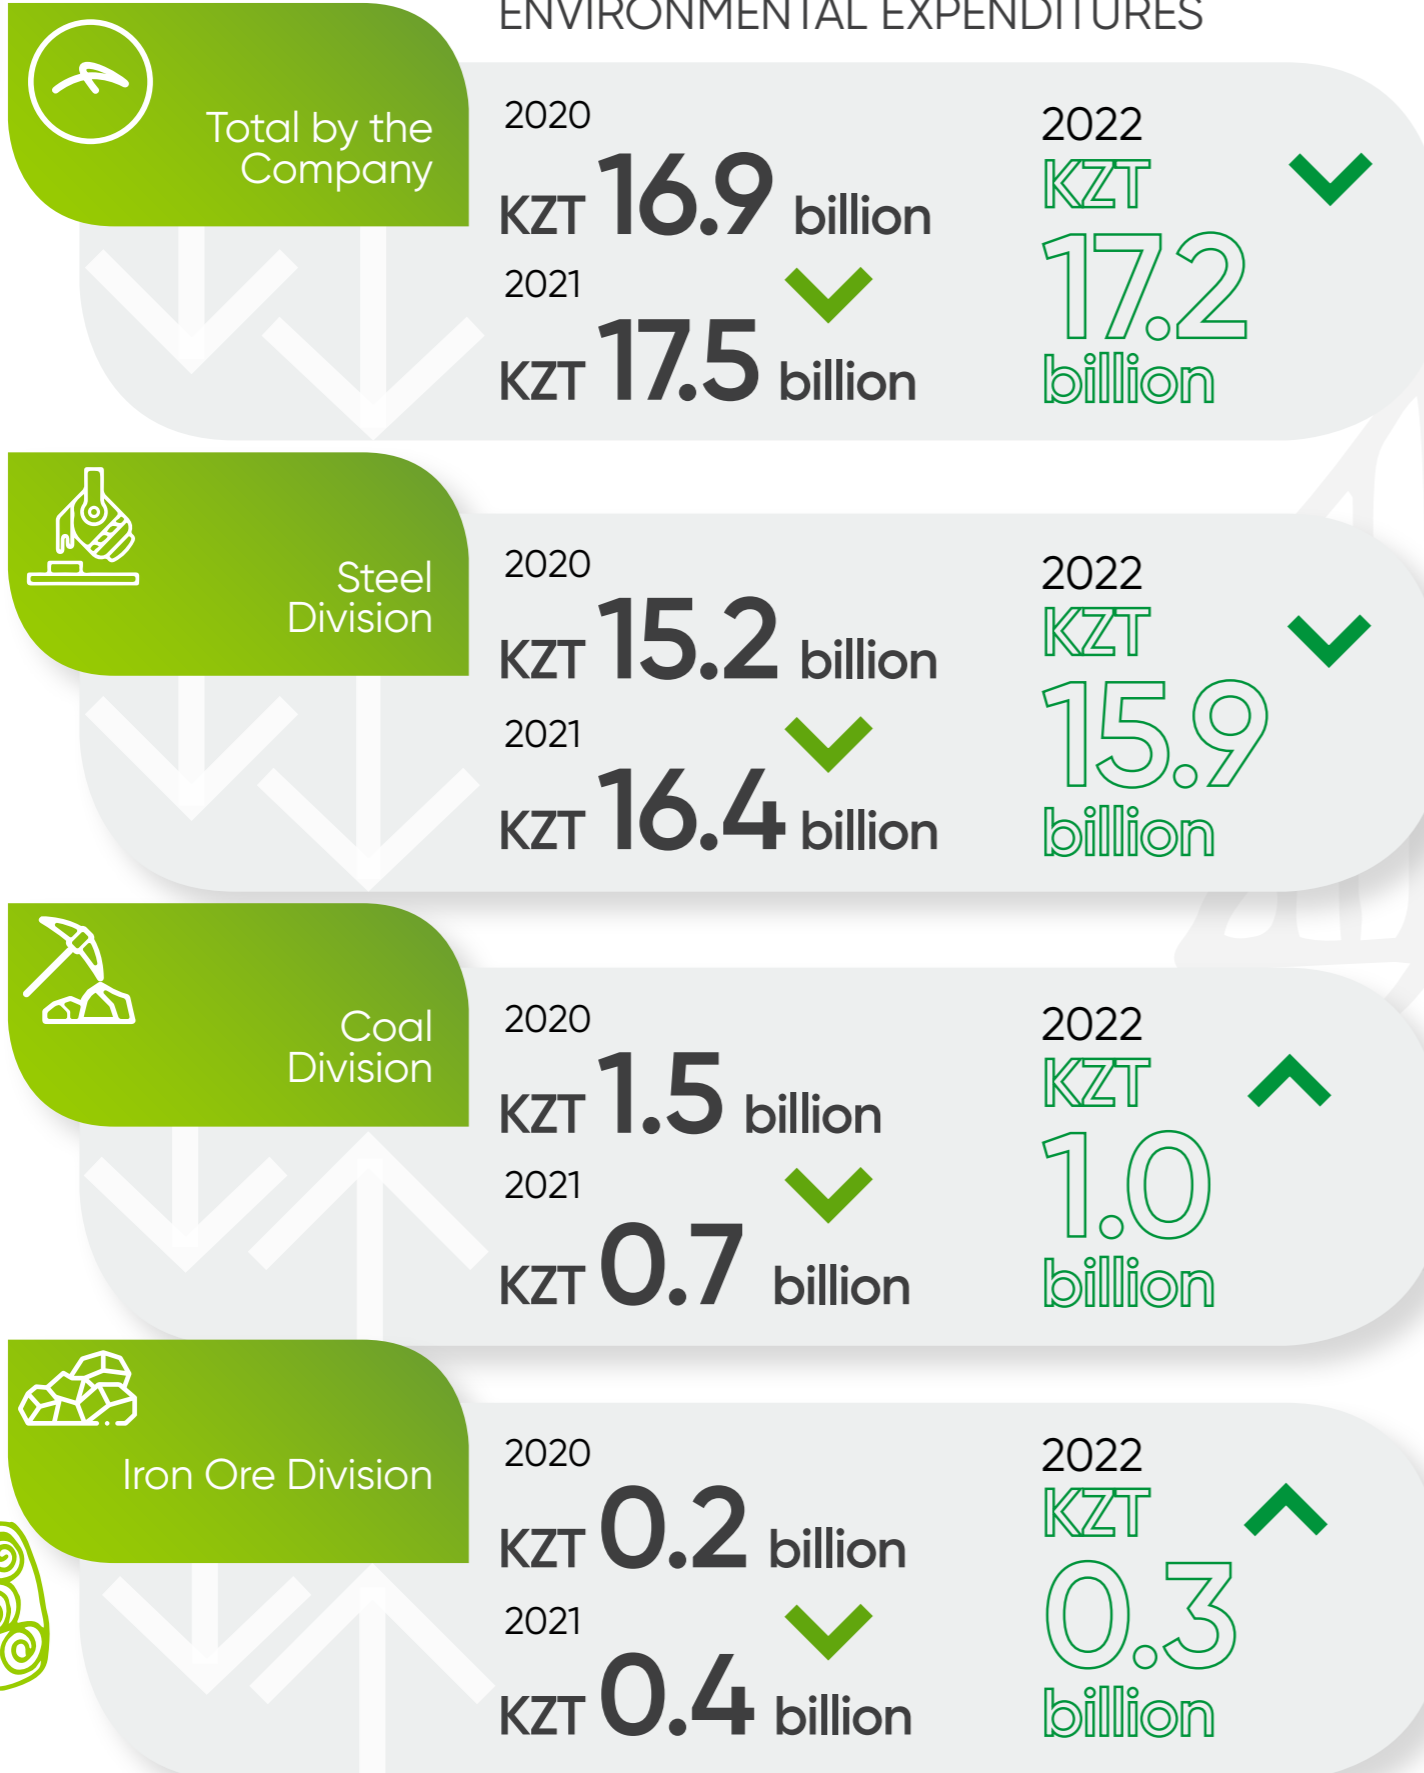 ENVIRONMENTAL EXPENDITURES
Total by the
Company
2020
KZT 16.9 billion
2021
KZT 17.5 billion
2022
KZT
17.2
billion
Steel
Division
2020
KZT 15.2 billion
2021
KZT 16.4 billion
2022
KZT
15.9
billion
Coal
Division
2020
KZT 1.5 billion
2021
KZT 0.7 billion
2022
KZT
1.0
billion
Iron Ore Division
2020
KZT 0.2 billion
2021
KZT 0.4 billion
2022
KZT
0.3
billion